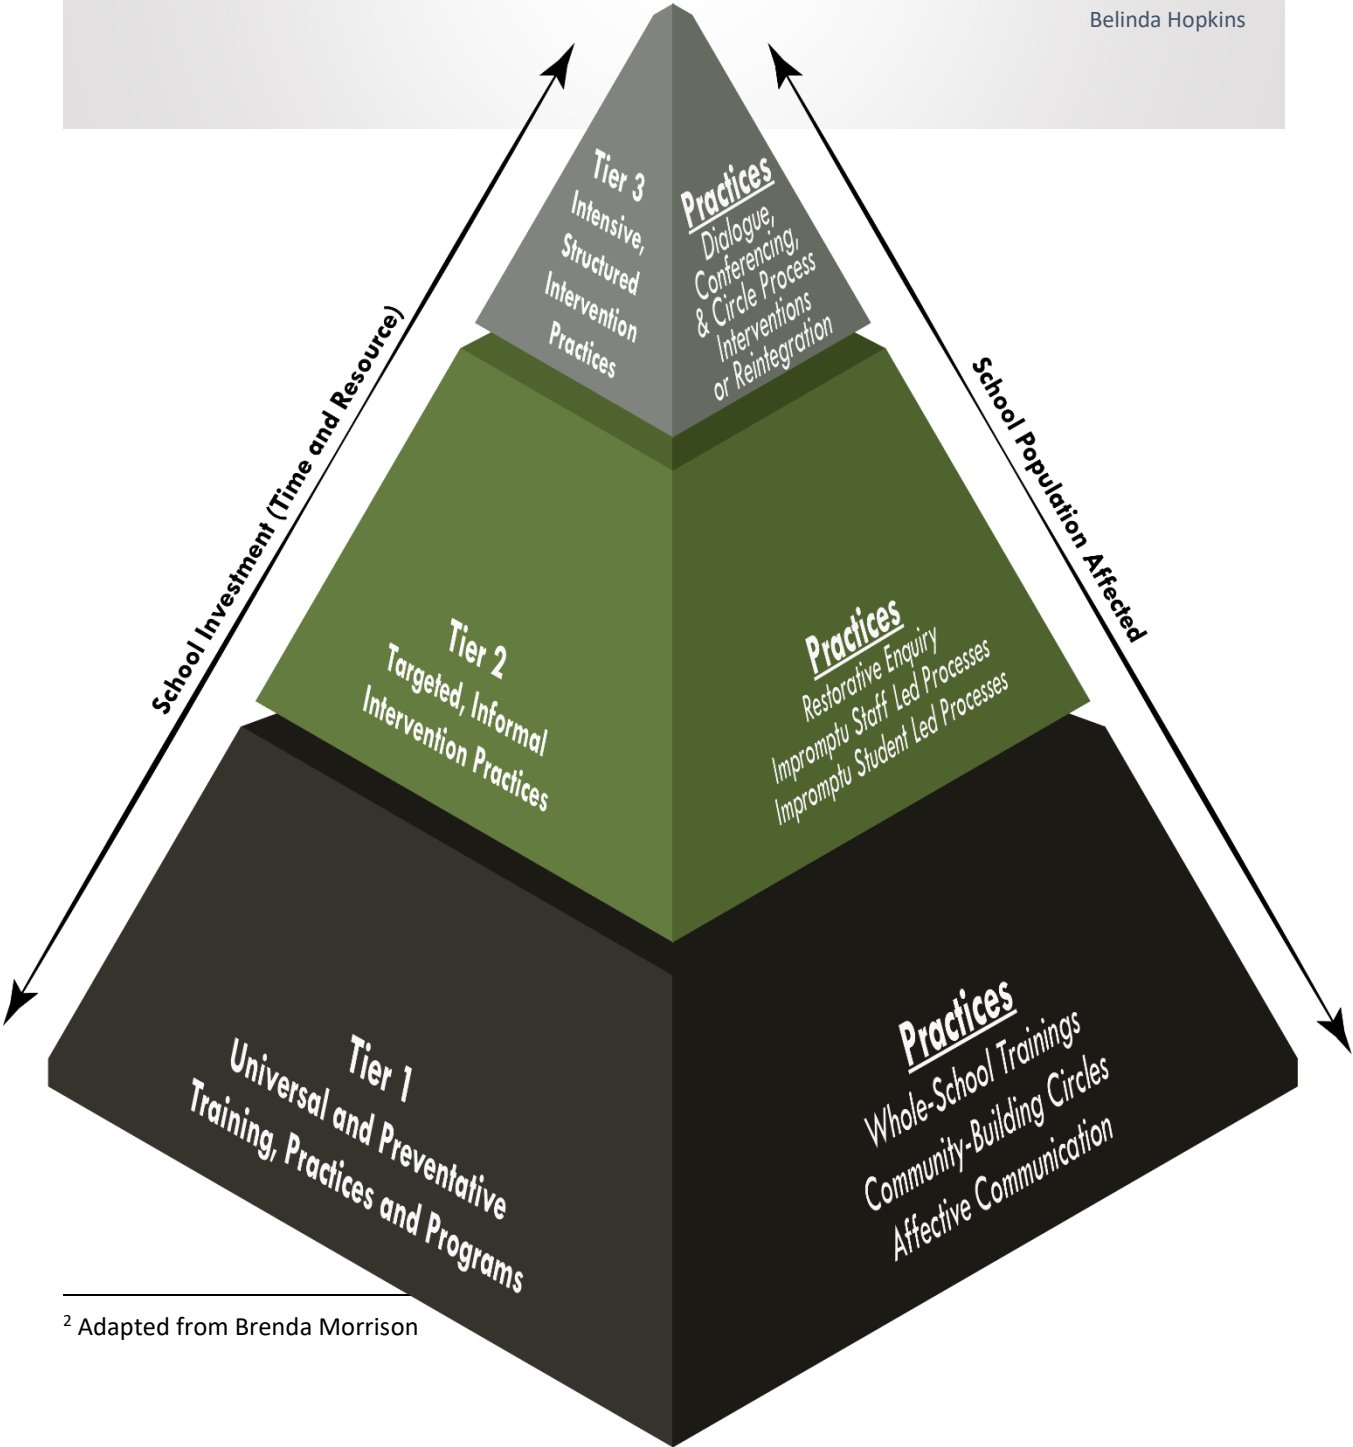 Belinda Hopkins
Tier 3
Intensive,
Structured
Intervention
Practices
Practices
Dialogue,
Conferencing,
& Circle Process
Interventions
or Reintegration
School Investment (Time and Resource)
School Population Affected
Tier 2
Targeted, Informal
Intervention Practices
Practices
Restorative Enquiry
Impromptu Staff Led Processes
Impromptu Student Led Processes
Tier 1
Universal and Preventative
Training, Practices and Programs
Practices
Whole-School Trainings
Community-Building Circles
Affective Communication
2 Adapted from Brenda Morrison